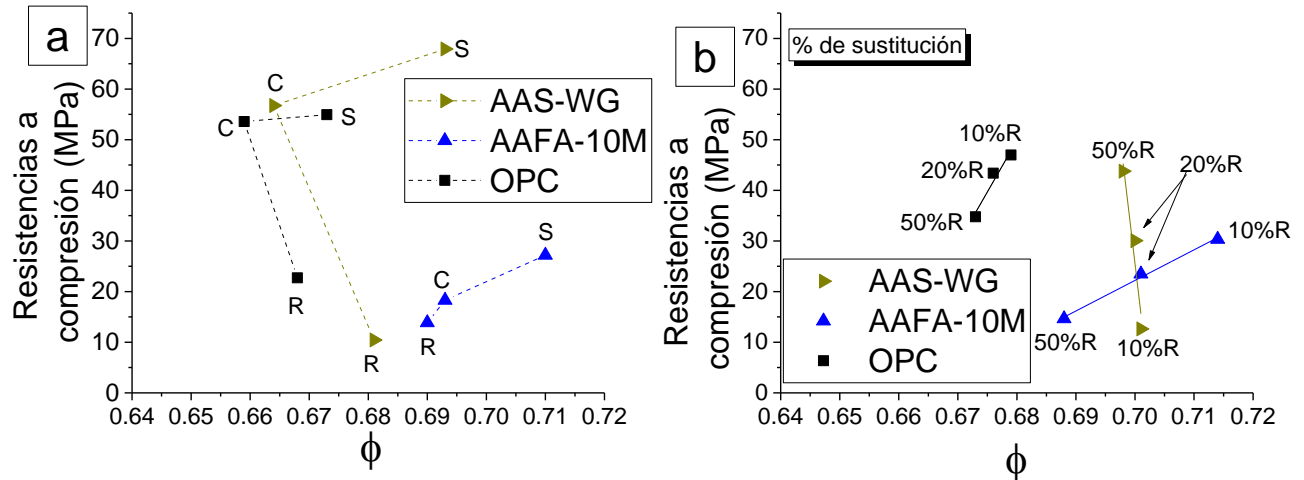 a
Resistencias a
compresión (MPa)
70
60
50
40
30
20
10
0
0.64 0.65 0.66 0.67 0.68 0.69 0.70 0.71 0.72
ϕ
C
S
C
S
R
R
C
S
R
AAS-WG
AAFA-10M
OPC
b
% de sustitución
Resistencias a
compresión (MPa)
70
60
50
40
30
20
10
0
0.64 0.65 0.66 0.67 0.68 0.69 0.70 0.71 0.72
ϕ
10%R
20%R
50%R
50%R
20%R
10%R
50%R
10%R
AAS-WG
AAFA-10M
OPC